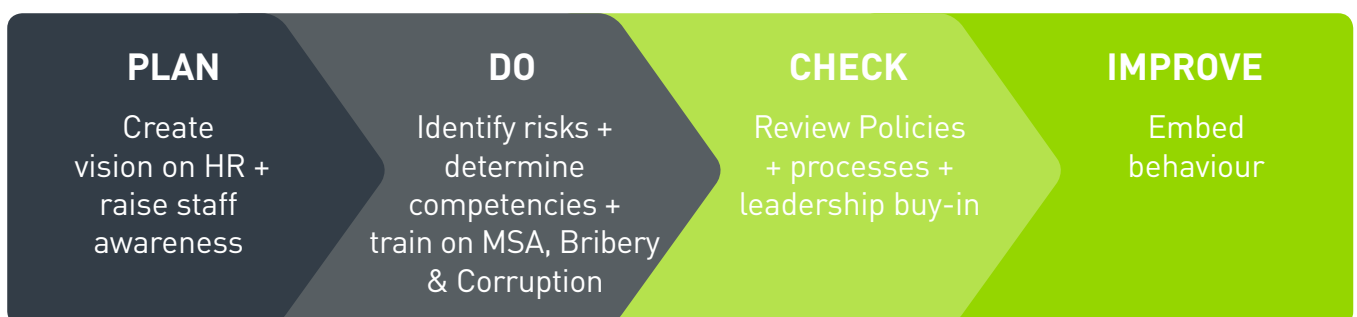 PLAN
Create
vision on HR +
raise staff
awareness
DO
Identify risks +
determine
competencies +
train on MSA, Bribery
& Corruption
CHECK
Review Policies
+ processes +
leadership buy-in
IMPROVE
Embed
behaviour